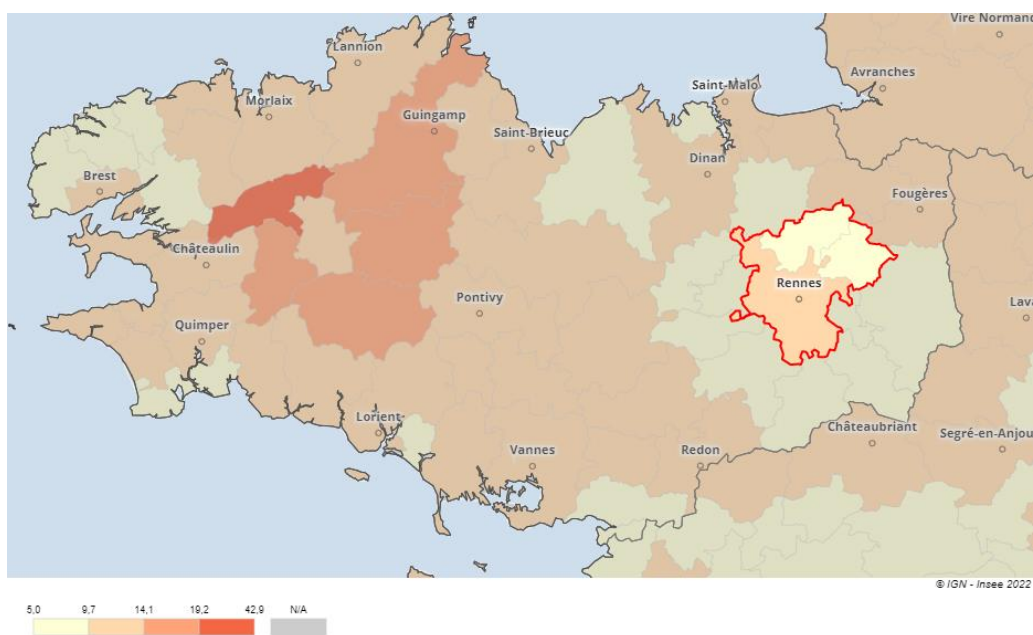 Vire Normand
Lannion
Avranches
Saint-Malo
Morlaix
Guingamp
Saint-Brieuc
Dinan
Brest
Fougères
Châteaulin
Rennes
Pontivy
Lava
Quimper
Lorient
Châteaubriant
Segré-en-Anjou
Vannes
Redon
© IGN - Insee 2022
5,0 9,7 14,1 19,2 42,9 N/A